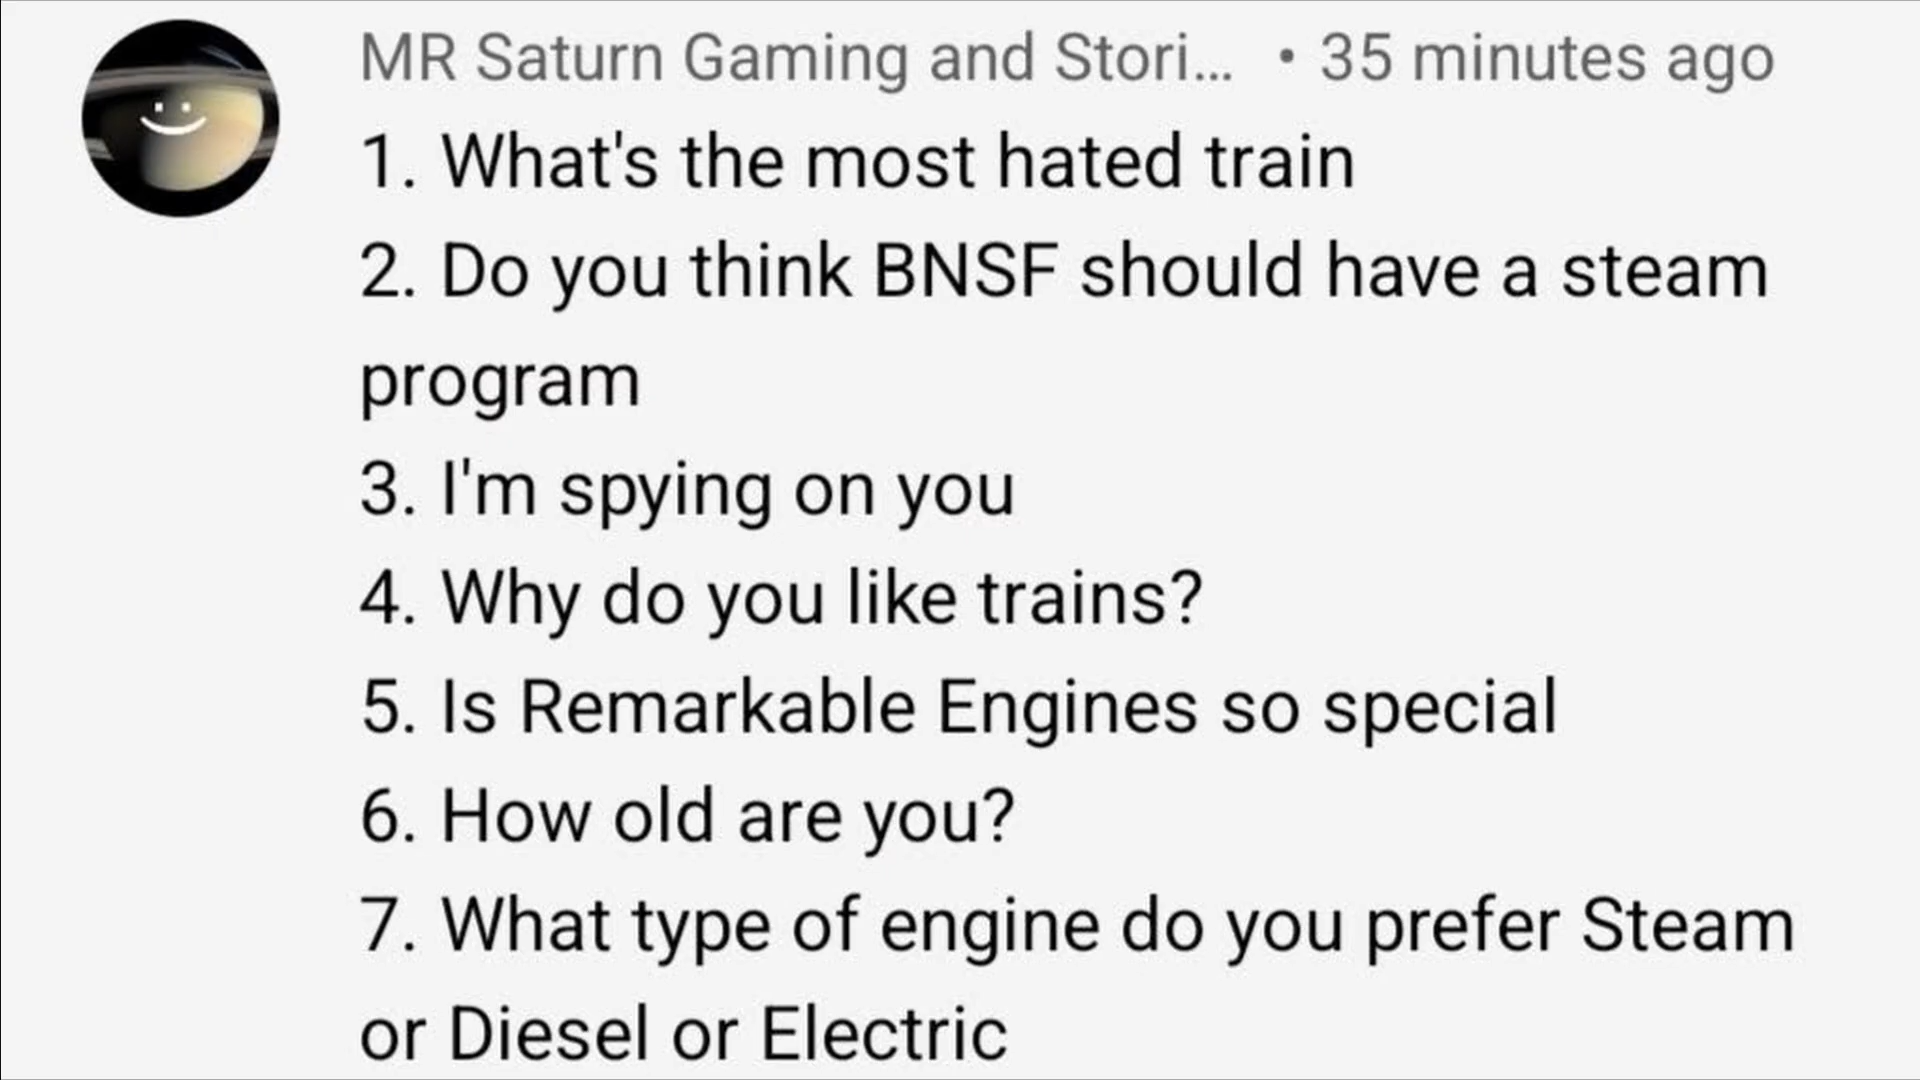 MR Saturn Gaming and Stori... • 35 minutes ago
1. What's the most hated train
2. Do you think BNSF should have a steam
program
3. I'm spying on you
4. Why do you like trains?
5. Is Remarkable Engines so special
6. How old are you?
7. What type of engine do you prefer Steam
or Diesel or Electric